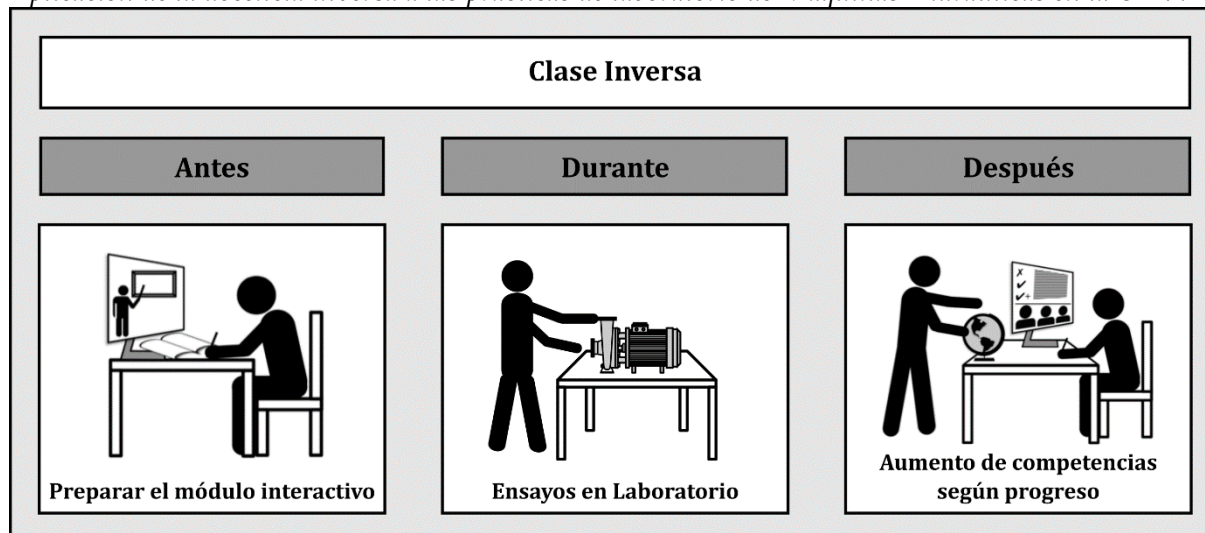 Clase Inversa
Antes
Durante
Después
Preparar el módulo interactivo
Ensayos en Laboratorio
Aumento de competencias
según progreso